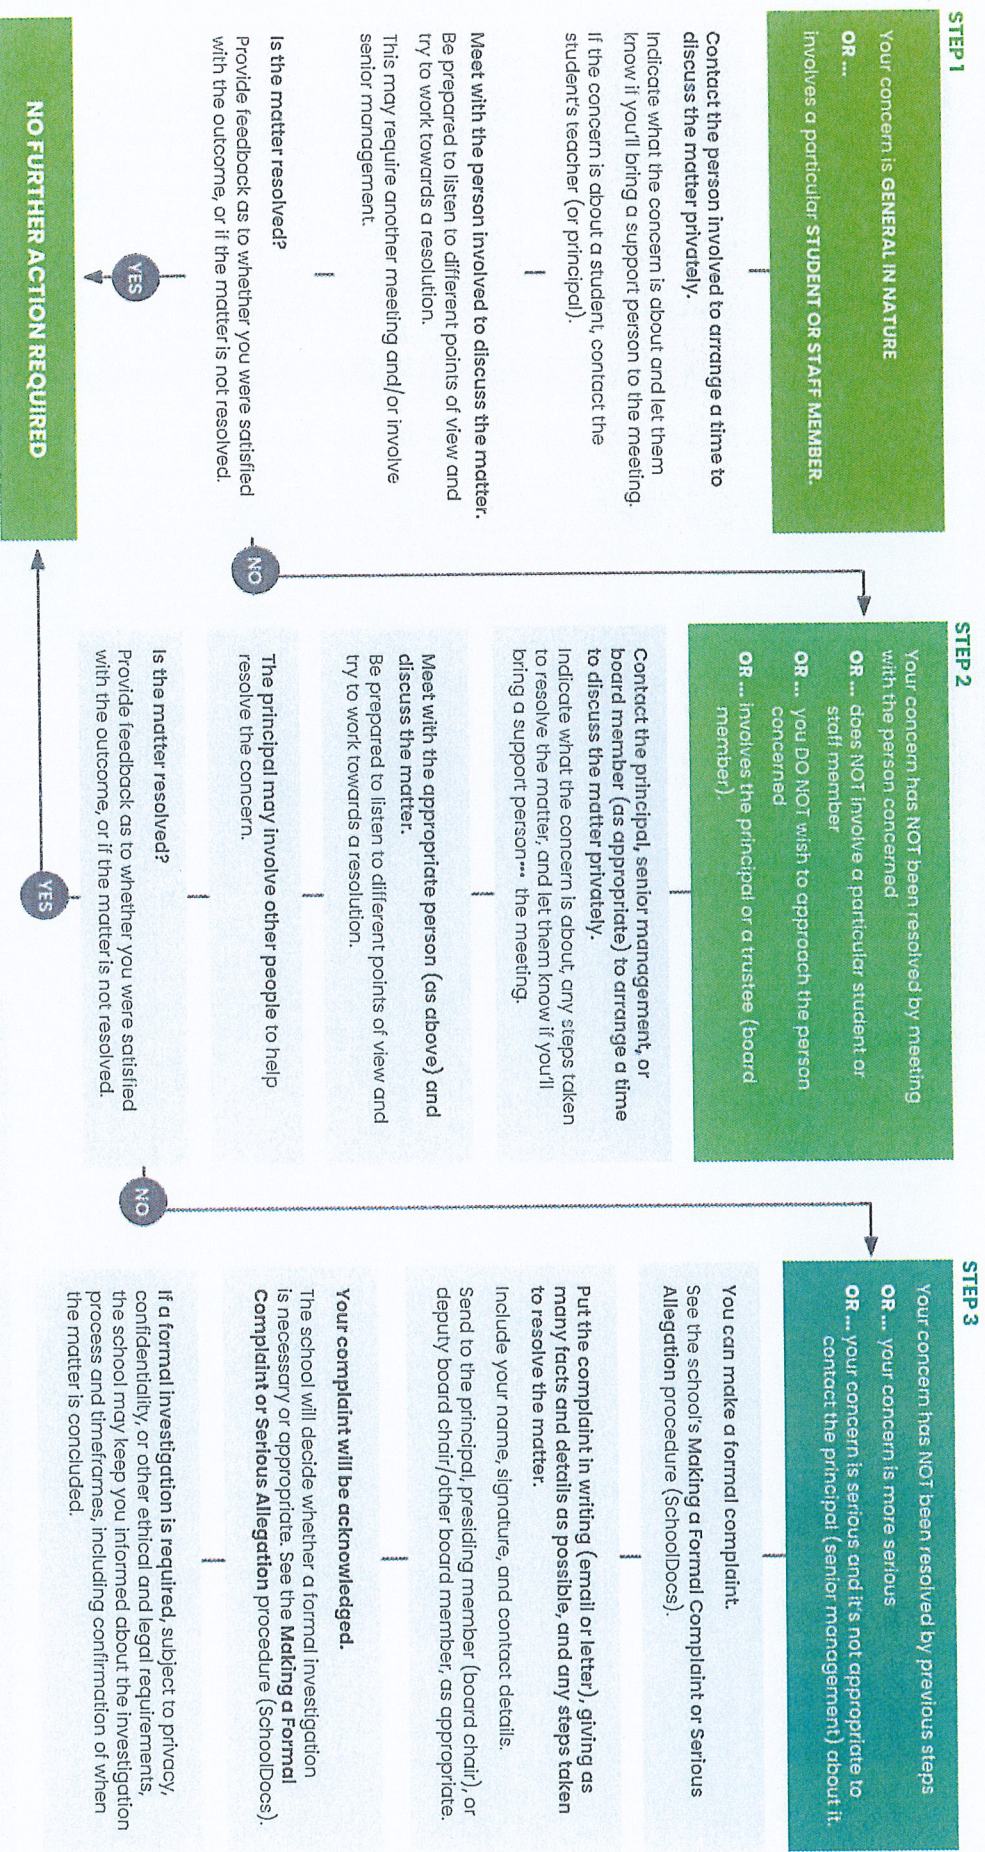 STEP 1
Your concern is GENERAL IN NATURE
OR ...
involves a particular STUDENT OR STAFF MEMBER.
Contact the person involved to arrange a time to
discuss the matter privately.
Indicate what the concern is about and let them
know if you'll bring a support person to the meeting.
If the concern is about a student, contact the
student's teacher (or principal).
Meet with the person involved to discuss the matter.
Be prepared to listen to different points of view and
try to work towards a resolution.
This may require another meeting and/or involve
senior management.
Is the matter resolved?
Provide feedback as to whether you were satisfied
with the outcome, or if the matter is not resolved.
YES
NO
NO FURTHER ACTION REQUIRED
STEP 2
Your concern has NOT been resolved by meeting
with the person concerned
OR ... does NOT involve a particular student or
staff member
OR ... you DO NOT wish to approach the person
concerned
OR ... involves the principal or a trustee (board
member).
Contact the principal, senior management, or
board member (as appropriate) to arrange a time
to discuss the matter privately.
Indicate what the concern is about, any steps taken
to resolve the matter, and let them know if you'll
bring a support person••• the meeting.
Meet with the appropriate person (as above) and
discuss the matter.
Be prepared to listen to different points of view and
try to work towards a resolution.
The principal may involve other people to help
resolve the concern.
Is the matter resolved?
Provide feedback as to whether you were satisfied
with the outcome, or if the matter is not resolved.
YES
NO
STEP 3
Your concern has NOT been resolved by previous steps
OR ... your concern is more serious
OR ... your concern is serious and it's not appropriate to
contact the principal (senior management) about it.
You can make a formal complaint.
See the school's Making a Formal Complaint or Serious
Allegation procedure (SchoolDocs).
Put the complaint in writing (email or letter), giving as
many facts and details as possible, and any steps taken
to resolve the matter.
Include your name, signature, and contact details.
Send to the principal, presiding member (board chair), or
deputy board chair/other board member, as appropriate.
Your complaint will be acknowledged.
The school will decide whether a formal investigation
is necessary or appropriate. See the Making a Formal
Complaint or Serious Allegation procedure (SchoolDocs).
If a formal investigation is required, subject to privacy,
confidentiality, or other ethical and legal requirements,
the school may keep you informed about the investigation
process and timeframes, including confirmation of when
the matter is concluded.